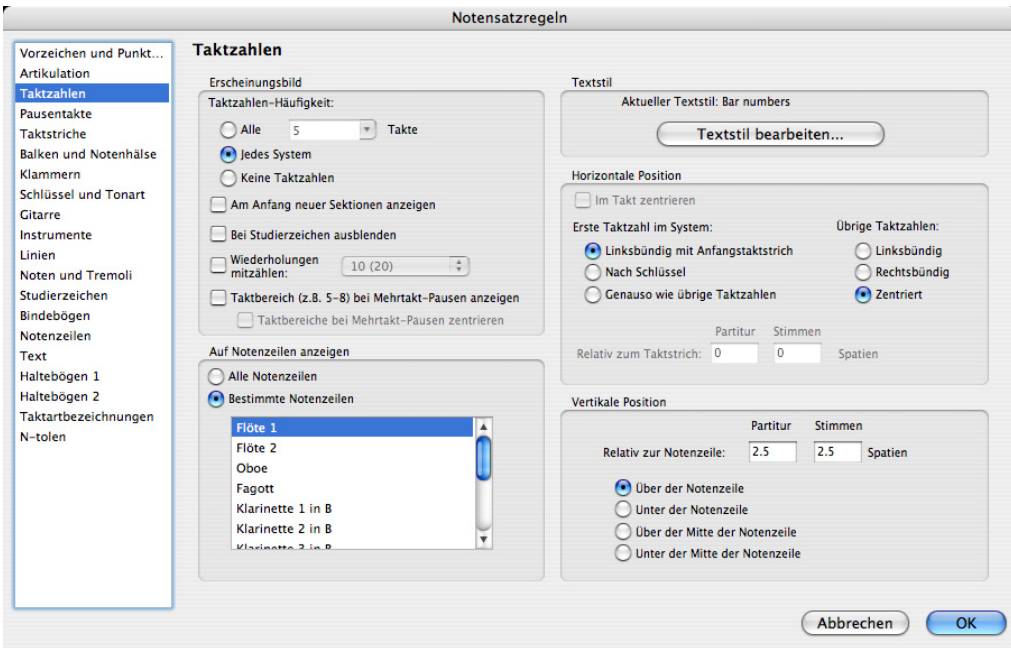 Notensatzregeln
Vorzeichen und Punkt...
Artikulation
Taktzahlen
Pausentakte
Taktstriche
Balken und Notenhälse
Klammern
Schlüssel und Tonart
Gitarre
Instrumente
Linien
Noten und Tremoli
Studierzeichen
Bindebögen
Notenzeilen
Text
Haltebögen 1
Haltebögen 2
Taktartbezeichnungen
N-tolen
Taktzahlen
Erscheinungsbild
Taktzahlen-Häufigkeit:
Alle 5 Takte
Jedes System
Keine Taktzahlen
Am Anfang neuer Sektionen anzeigen
Bei Studierzeichen ausblenden
Wiederholungen
mitzählen: 10 (20)
Taktbereich (z.B. 5-8) bei Mehrtakt-Pausen anzeigen
Taktbereiche bei Mehrtakt-Pausen zentrieren
Auf Notenzeilen anzeigen
Alle Notenzeilen
Bestimmte Notenzeilen
Flöte 1
Flöte 2
Oboe
Fagott
Klarinette 1 in B
Klarinette 2 in B
Klarinette 3 in B
Textstil
Aktueller Textstil: Bar numbers
Textstil bearbeiten...
Horizontale Position
Im Takt zentrieren
Erste Taktzahl im System:
Linksbündig mit Anfangstaktstrich
Nach Schlüssel
Genauso wie übrige Taktzahlen
Übrige Taktzahlen:
Linksbündig
Rechtsbündig
Zentriert
Partitur Stimmen
Relativ zum Taktstrich: 0 0 Spatien
Vertikale Position
Partitur Stimmen
Relativ zur Notenzeile: 2.5 2.5 Spatien
Über der Notenzeile
Unter der Notenzeile
Über der Mitte der Notenzeile
Unter der Mitte der Notenzeile
Abbrechen OK